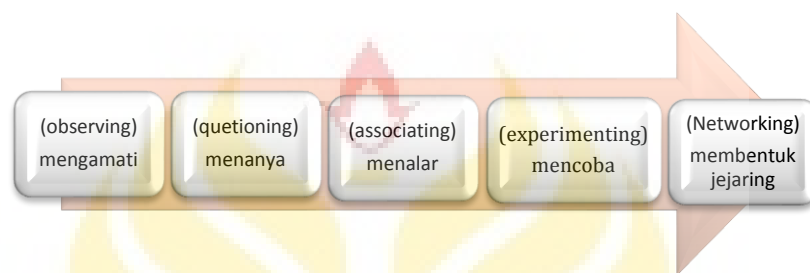 (observing)
mengamati
(quetioning)
menanya
(associating)
menalar
(experimenting)
mencoba
(Networking)
membentuk
jejaring